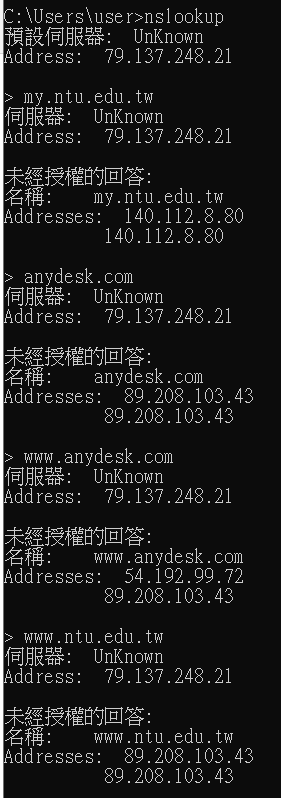 C:\Users\user>nslookup
預設伺服器:  UnKnown
Address:  79.137.248.21
> my.ntu.edu.tw
伺服器:  UnKnown
Address:  79.137.248.21
未經授權的回答:
名稱:    my.ntu.edu.tw
Addresses:  140.112.8.80
140.112.8.80
> anydesk.com
伺服器:  UnKnown
Address:  79.137.248.21
未經授權的回答:
名稱:    anydesk.com
Addresses:  89.208.103.43
89.208.103.43
> www.anydesk.com
伺服器:  UnKnown
Address:  79.137.248.21
未經授權的回答:
名稱:    www.anydesk.com
Addresses:  54.192.99.72
89.208.103.43
> www.ntu.edu.tw
伺服器:  UnKnown
Address:  79.137.248.21
未經授權的回答:
名稱:    www.ntu.edu.tw
Addresses:  89.208.103.43
89.208.103.43